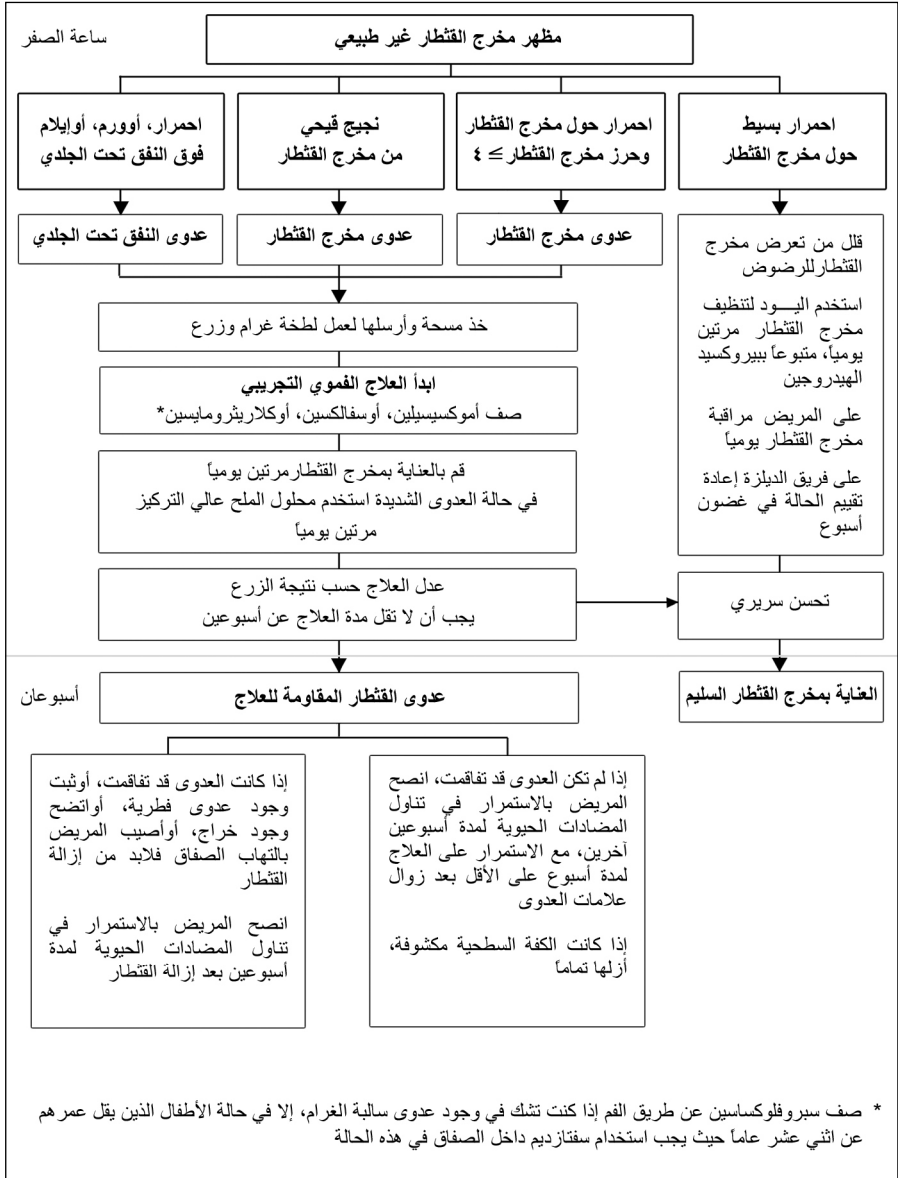 ساعة الصفر
مظهر مخرج القثطار غير طبيعي
احمرار بسيط
حول مخرج القثطار
احمرار حول مخرج القثطار
وحرز مخرج القثطار ≥ ٤
نجيج قيحي
من مخرج القثطار
احمرار، أوورم، أوإيلام
فوق النفق تحت الجلدي
قلل من تعرض مخرج
القثطارللرضوض
استخدم اليـــود لتنظيف
مخرج القثطار مرتين
يومياً، متبوعاً ببيروكسيد
الهيدروجين
على المريض مراقبة
مخرج القثطار يومياً
على فريق الديلزة إعادة
تقييم الحالة في غضون
أسبوع
عدوى مخرج القثطار
عدوى مخرج القثطار
عدوى النفق تحت الجلدي
خذ مسحة وأرسلها لعمل لطخة غرام وزرع
ابدأ العلاج الفموي التجريبي
صف أموكسيسيلين، أوسفالكسين، أوكلاريثرومايسين*
قم بالعناية بمخرج القثطارمرتين يومياً
في حالة العدوى الشديدة استخدم محلول الملح عالي التركيز
مرتين يومياً
عدل العلاج حسب نتيجة الزرع
يجب أن لا تقل مدة العلاج عن أسبوعين
تحسن سريري
العناية بمخرج القثطار السليم
أسبوعان
عدوى القثطار المقاومة للعلاج
إذا لم تكن العدوى قد تفاقمت، انصح
المريض بالاستمرار في تناول
المضادات الحيوية لمدة أسبوعين
آخرين، مع الاستمرار على العلاج
لمدة أسبوع على الأقل بعد زوال
علامات العدوى
إذا كانت الكفة السطحية مكشوفة،
أزلها تماماً
إذا كانت العدوى قد تفاقمت، أوثبت
وجود عدوى فطرية، أواتضح
وجود خراج، أوأصيب المريض
بالتهاب الصفاق فلابد من إزالة
القثطار
انصح المريض بالاستمرار في
تناول المضادات الحيوية لمدة
أسبوعين بعد إزالة القثطار
* صف سبروفلوكساسين عن طريق الفم إذا كنت تشك في وجود عدوى سالبة الغرام، إلا في حالة الأطفال الذين يقل عمرهم
عن اثني عشر عاماً حيث يجب استخدام سفتازديم داخل الصفاق في هذه الحالة